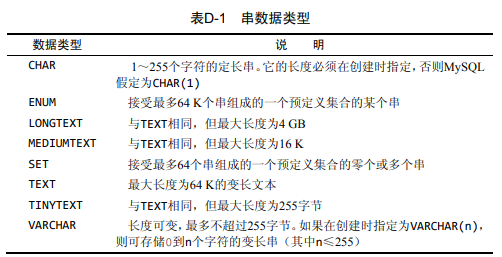 表D-1 串数据类型
数据类型 说 明
CHAR 1～255个字符的定长串。它的长度必须在创建时指定，否则MySQL
假定为CHAR(1)
ENUM 接受最多64 K个串组成的一个预定义集合的某个串
LONGTEXT 与TEXT相同，但最大长度为4 GB
MEDIUMTEXT 与TEXT相同，但最大长度为16 K
SET 接受最多64个串组成的一个预定义集合的零个或多个串
TEXT 最大长度为64 K的变长文本
TINYTEXT 与TEXT相同，但最大长度为255字节
VARCHAR 长度可变，最多不超过255字节。如果在创建时指定为VARCHAR(n)，
则可存储0到n个字符的变长串（其中n≤255）